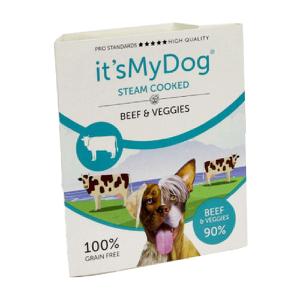 PRO STANDARDS ★★★★★ HIGH QUALITY
it'sMyDog®
STEAM COOKED
BEEF & VEGGIES
BEEF
& VEGGIES
90%
100%
GRAIN FREE